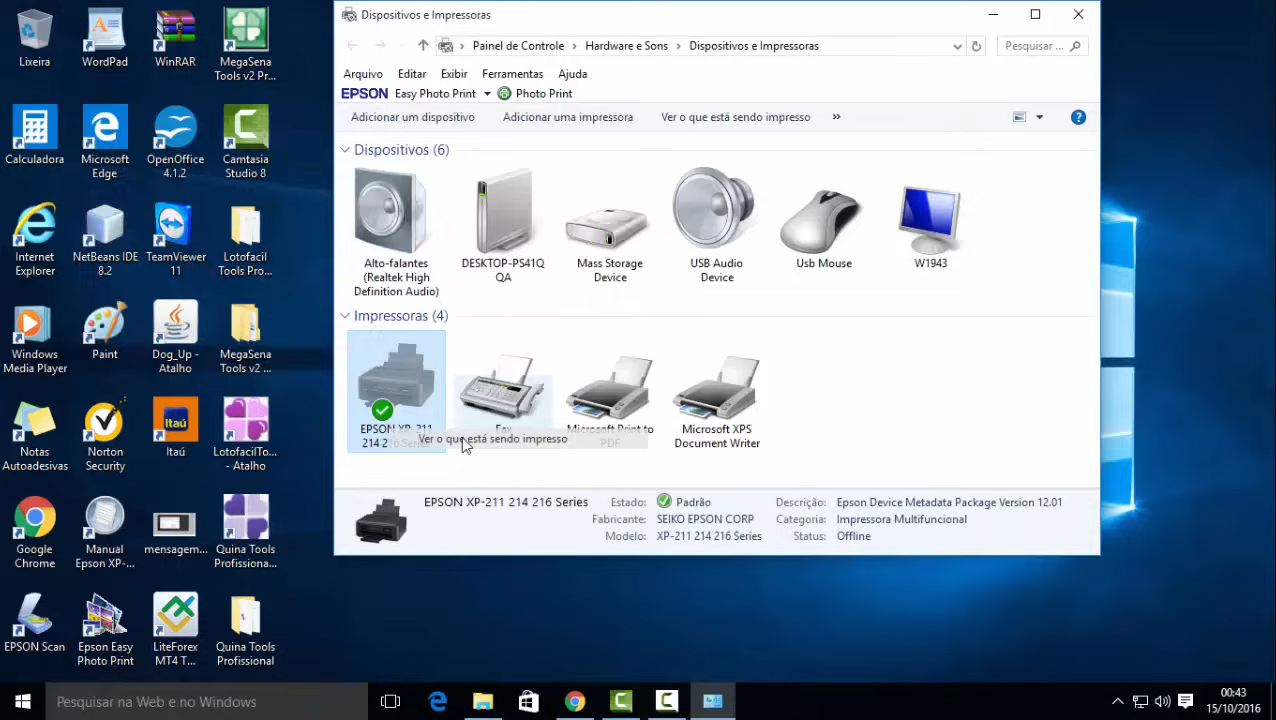 Lixeira
WordPad
WinRAR
MegaSena
Tools v2 Pr...
Calculadora
Microsoft
Edge
OpenOffice
4.1.2
Camtasia
Studio 8
Internet
Explorer
NetBeans IDE
8.2
TeamViewer
11
Lotofacil
Tools Pro...
Windows
Media Player
Paint
Dog_Up -
Atalho
MegaSena
Tools v2 ...
Notas
Autoadesivas
Norton
Security
Itaú
LotofacilTo...
- Atalho
Google
Chrome
Manual
Epson XP-...
mensagem...
Quina Tools
Profissiona...
EPSON Scan
Epson Easy
Photo Print
LiteForex
MT4 T...
Quina Tools
Profissional
Dispositivos e Impressoras
Painel de Controle > Hardware e Sons > Dispositivos e Impressoras
Pesquisar ...
Arquivo Editar Exibir Ferramentas Ajuda
EPSON Easy Photo Print Photo Print
Adicionar um dispositivo Adicionar uma impressora Ver o que está sendo impresso »
Dispositivos (6)
Alto-falantes
(Realtek High
Definition Audio)
DESKTOP-PS41Q
QA
Mass Storage
Device
USB Audio
Device
Usb Mouse
W1943
Impressoras (4)
EPSON XP-211
214 216 Series
Fax
Microsoft Print to
PDF
Microsoft XPS
Document Writer
Ver o que está sendo impresso
EPSON XP-211 214 216 Series
Estado: Padrão
Fabricante: SEIKO EPSON CORP
Modelo: XP-211 214 216 Series
Descrição: Epson Device Metadata Package Version 12.01
Categoria: Impressora Multifuncional
Status: Offline
Pesquisar na Web e no Windows
00:43
15/10/2016